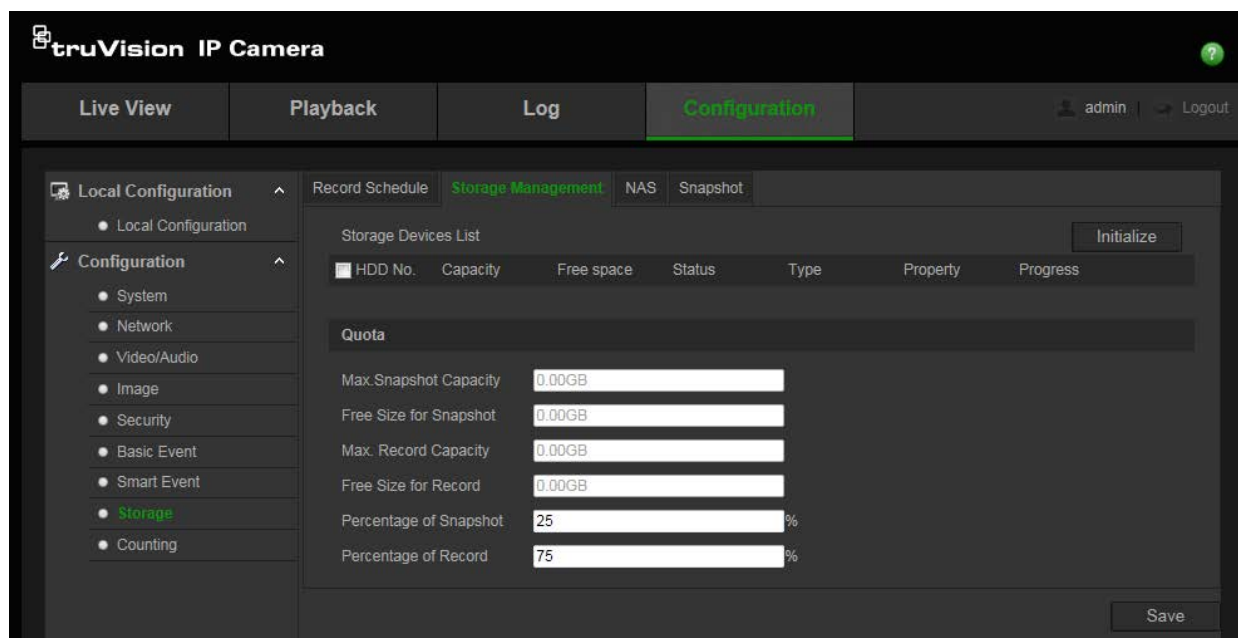 truVision IP Camera
?
Live View Playback Log Configuration admin Logout
Local Configuration
Local Configuration
Configuration
System
Network
Video/Audio
Image
Security
Basic Event
Smart Event
Storage
Counting
Record Schedule Storage Management NAS Snapshot
Storage Devices List Initialize
HDD No. Capacity Free space Status Type Property Progress
Quota
Max.Snapshot Capacity 0.00GB
Free Size for Snapshot 0.00GB
Max. Record Capacity 0.00GB
Free Size for Record 0.00GB
Percentage of Snapshot 25 %
Percentage of Record 75 %
Save